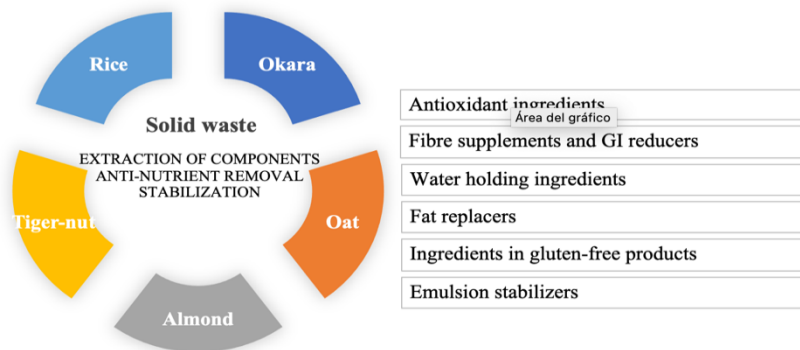 Rice
Okara
Solid waste
EXTRACTION OF COMPONENTS
ANTI-NUTRIENT REMOVAL
STABILIZATION
Tiger-nut
Oat
Almond
Antioxidant ingredients
Área del gráfico
Fibre supplements and GI reducers
Water holding ingredients
Fat replacers
Ingredients in gluten-free products
Emulsion stabilizers